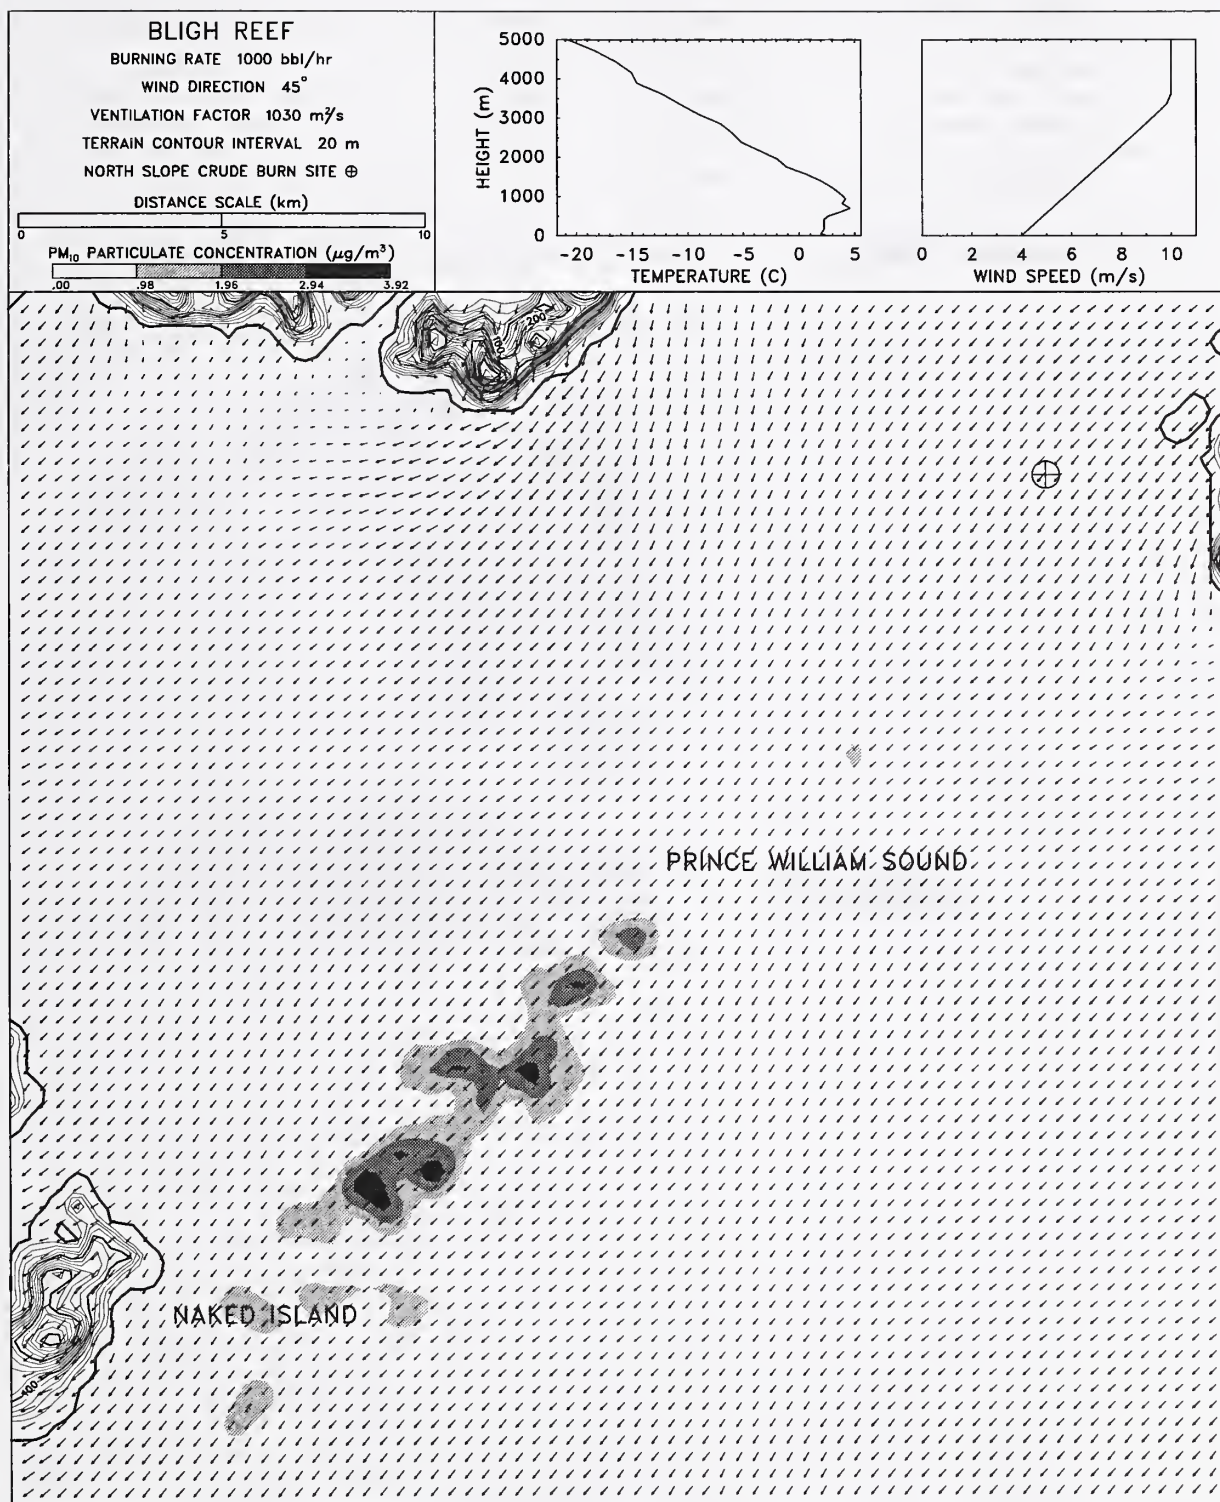 BLIGH REEF
BURNING RATE 1000 bbl/hr
WIND DIRECTION 45°
VENTILATION FACTOR 1030 m²/s
TERRAIN CONTOUR INTERVAL 20 m
NORTH SLOPE CRUDE BURN SITE ⊕
DISTANCE SCALE (km)
0 5 10
PM₁₀ PARTICULATE CONCENTRATION (μg/m³)
.00 .98 1.96 2.94 3.92
HEIGHT (m)
5000
4000
3000
2000
1000
0
-20 -15 -10 -5 0 5
TEMPERATURE (C)
0 2 4 6 8 10
WIND SPEED (m/s)
200
100
PRINCE WILLIAM SOUND
NAKED ISLAND
100